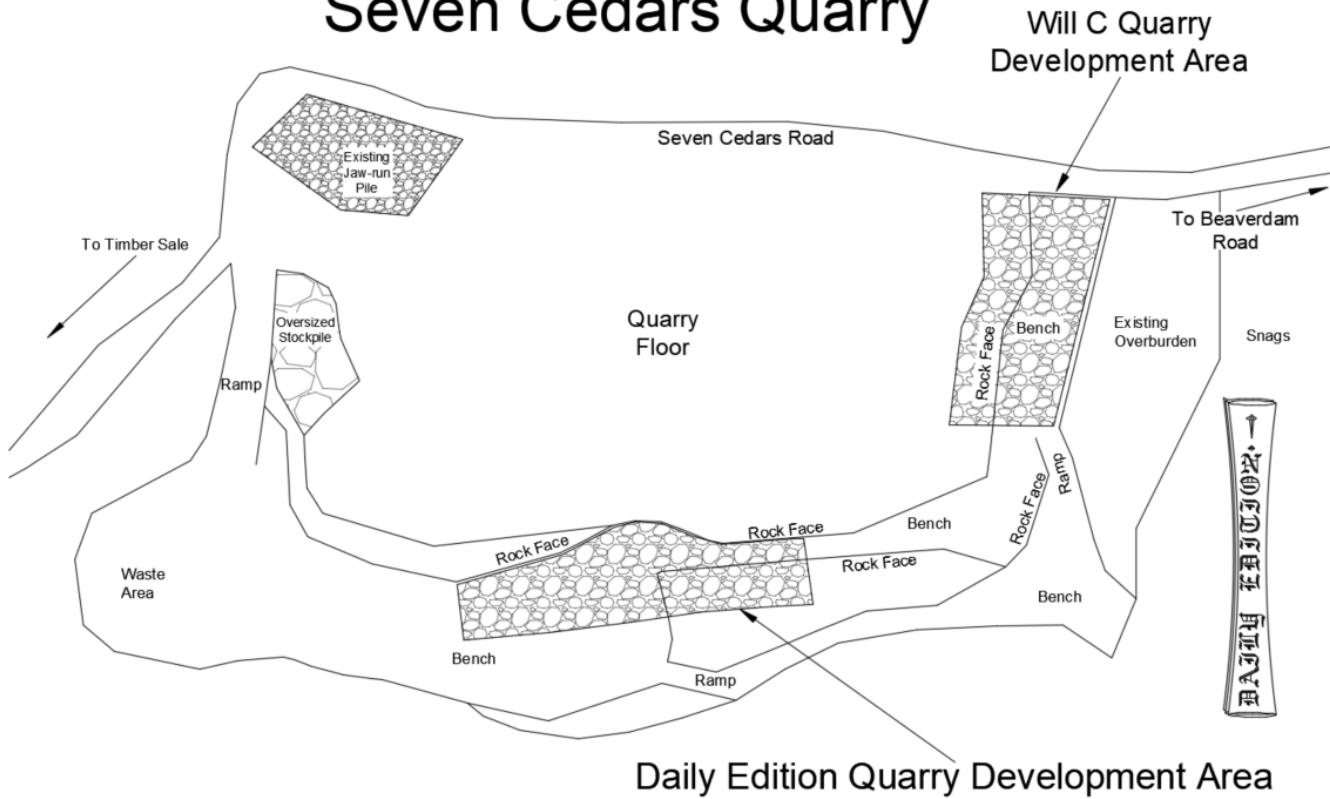 Seven Cedars Quarry
Will C Quarry
Development Area
Seven Cedars Road
Existing
Jaw-run
Pile
To Beaverdam
Road
To Timber Sale
Oversized
Stockpile
Quarry
Floor
Rock Face
Bench
Existing
Overburden
Snags
Ramp
DAILY EDITION
Ramp
Rock Face
Bench
Rock Face
Rock Face
Rock Face
Waste
Area
Bench
Bench
Ramp
Daily Edition Quarry Development Area